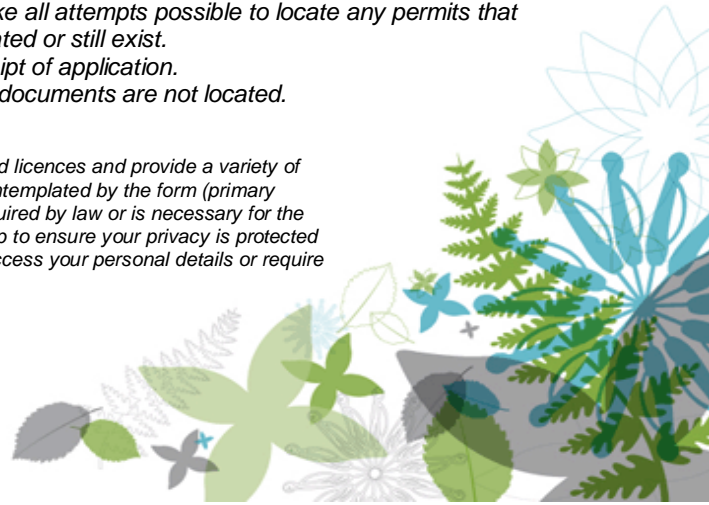 ke all attempts possible to locate any permits that
ated or still exist.
ipt of application.
documents are not located.
d licences and provide a variety of
ntemplated by the form (primary
uired by law or is necessary for the
p to ensure your privacy is protected
ccess your personal details or require